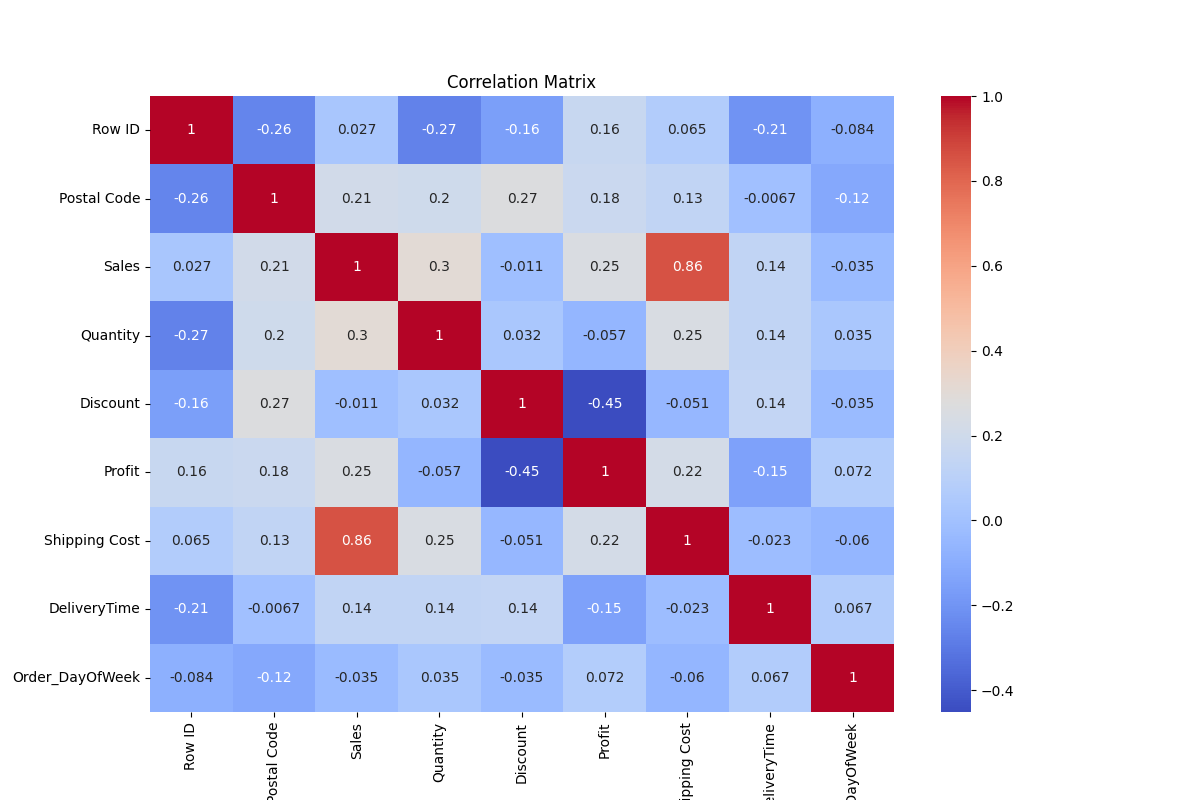 Correlation Matrix
Row ID 1 -0.26 0.027 -0.27 -0.16 0.16 0.065 -0.21 -0.084
Postal Code -0.26 1 0.21 0.2 0.27 0.18 0.13 -0.0067 -0.12
Sales 0.027 0.21 1 0.3 -0.011 0.25 0.86 0.14 -0.035
Quantity -0.27 0.2 0.3 1 0.032 -0.057 0.25 0.14 0.035
Discount -0.16 0.27 -0.011 0.032 1 -0.45 -0.051 0.14 -0.035
Profit 0.16 0.18 0.25 -0.057 -0.45 1 0.22 -0.15 0.072
Shipping Cost 0.065 0.13 0.86 0.25 -0.051 0.22 1 -0.023 -0.06
DeliveryTime -0.21 -0.0067 0.14 0.14 0.14 -0.15 -0.023 1 0.067
Order_DayOfWeek -0.084 -0.12 -0.035 0.035 -0.035 0.072 -0.06 0.067 1
Row ID
Postal Code
Sales
Quantity
Discount
Profit
ipping Cost
eliveryTime
DayOfWeek
1.0
0.8
0.6
0.4
0.2
0.0
−0.2
−0.4